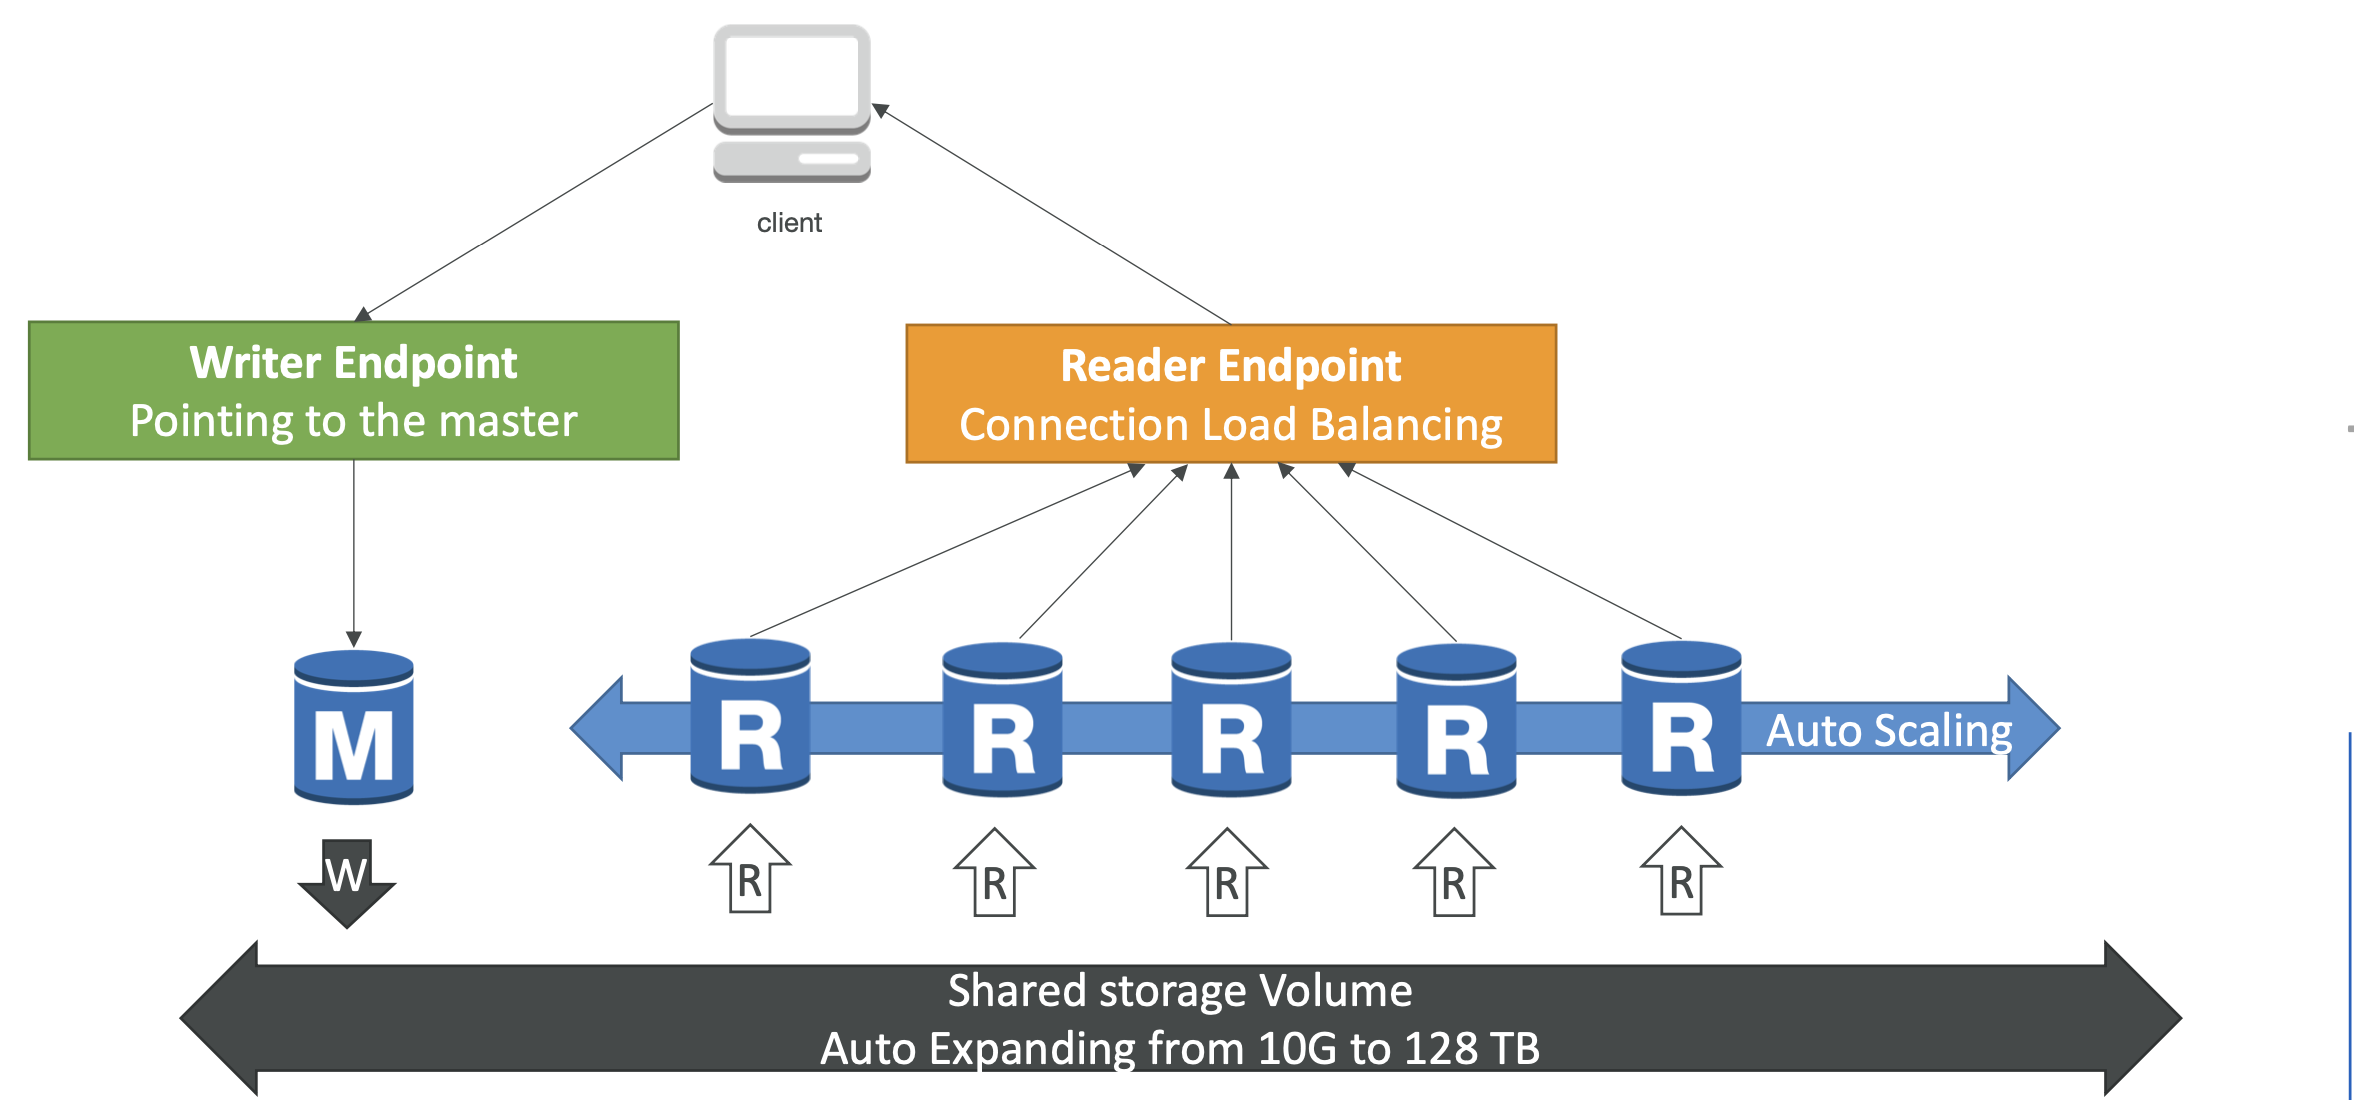 client
Writer Endpoint
Pointing to the master
Reader Endpoint
Connection Load Balancing
M
R
R
R
R
R
Auto Scaling
W
R
R
R
R
R
Shared storage Volume
Auto Expanding from 10G to 128 TB